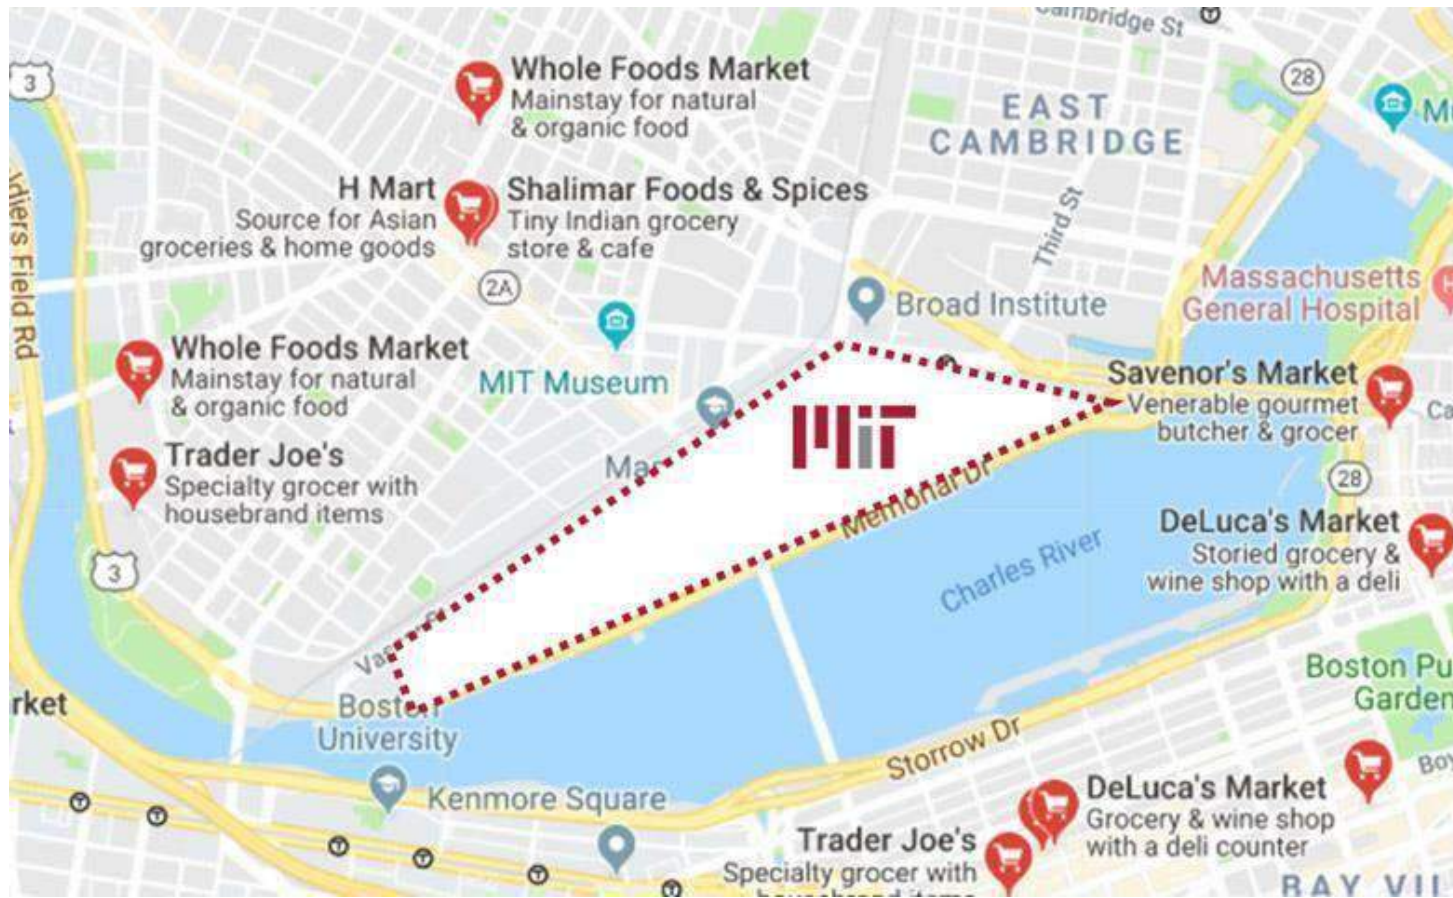 Cambridge St
3
Whole Foods Market
Mainstay for natural
& organic food
28
EAST
CAMBRIDGE
H Mart
Source for Asian
groceries & home goods
Shalimar Foods & Spices
Tiny Indian grocery
store & cafe
Third St
2A
Broad Institute
Massachusetts
General Hospital
H
Field Rd
Whole Foods Market
Mainstay for natural
& organic food
MIT Museum
MIT
Savenor's Market
Venerable gourmet
butcher & grocer
Trader Joe's
Specialty grocer with
housebrand items
Memorial Dr
28
DeLuca's Market
Storied grocery &
wine shop with a deli
Charles River
3
Boston
University
Boston Pu
Garden
Storrow Dr
Kenmore Square
DeLuca's Market
Grocery & wine shop
with a deli counter
Trader Joe's
Specialty grocer with
housebrand items
BAY VIL